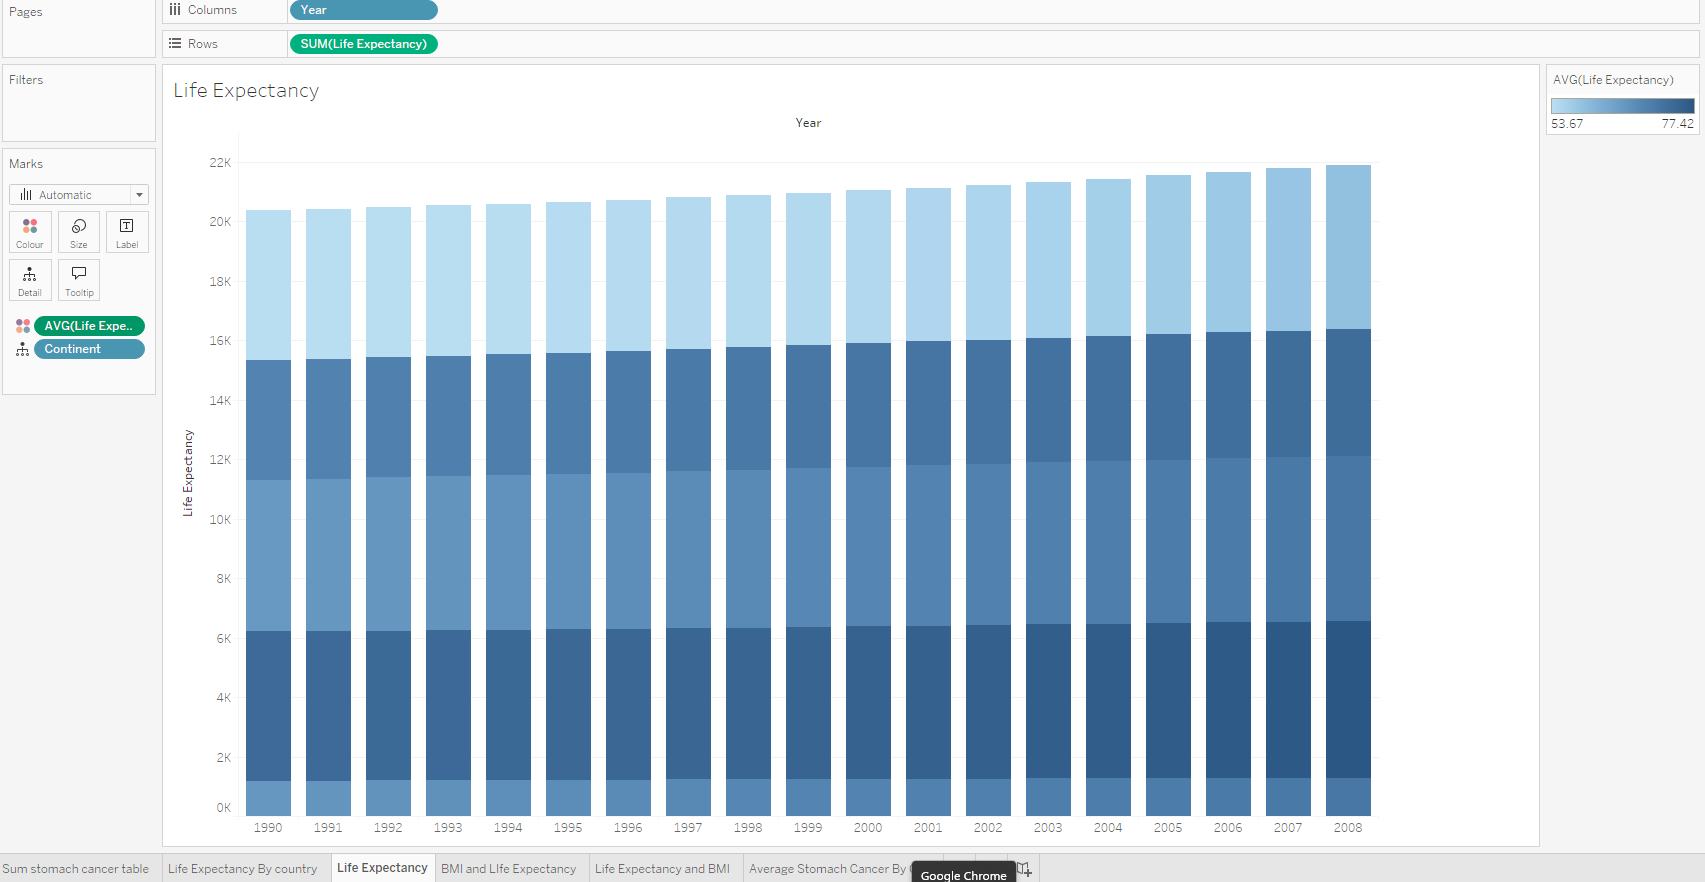 Pages
Columns
Year
Rows
SUM(Life Expectancy)
Filters
Marks
Automatic
Colour
Size
Label
Detail
Tooltip
AVG(Life Expe..
Continent
Life Expectancy
Year
22K
20K
18K
16K
14K
12K
10K
8K
6K
4K
2K
0K
Life Expectancy
1990 1991 1992 1993 1994 1995 1996 1997 1998 1999 2000 2001 2002 2003 2004 2005 2006 2007 2008
AVG(Life Expectancy)
53.67 77.42
Sum stomach cancer table
Life Expectancy By country
Life Expectancy
BMI and LIfe Expectancy
Life Expectancy and BMI
Average Stomach Cancer By
Google Chrome